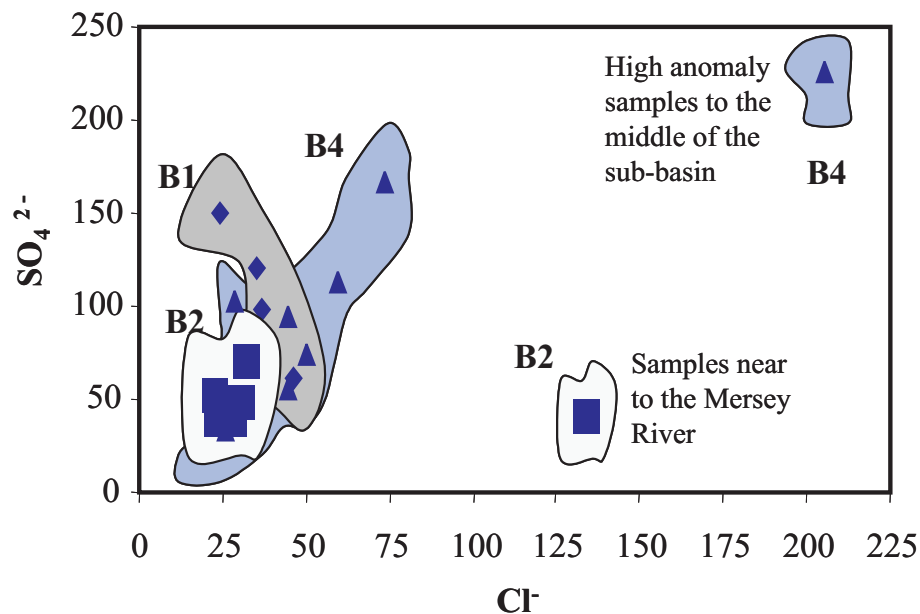 250
200
150
100
50
0
SO₄²⁻
B1
B4
B2
High anomaly
samples to the
middle of the
sub-basin
B4
B2
Samples near
to the Mersey
River
0 25 50 75 100 125 150 175 200 225
Cl⁻